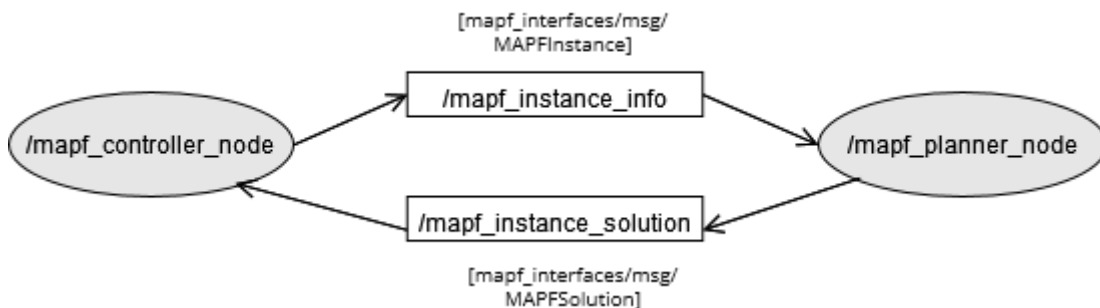 [mapf_interfaces/msg/
MAPFInstance]
/mapf_instance_info
/mapf_controller_node
/mapf_planner_node
/mapf_instance_solution
[mapf_interfaces/msg/
MAPFSolution]